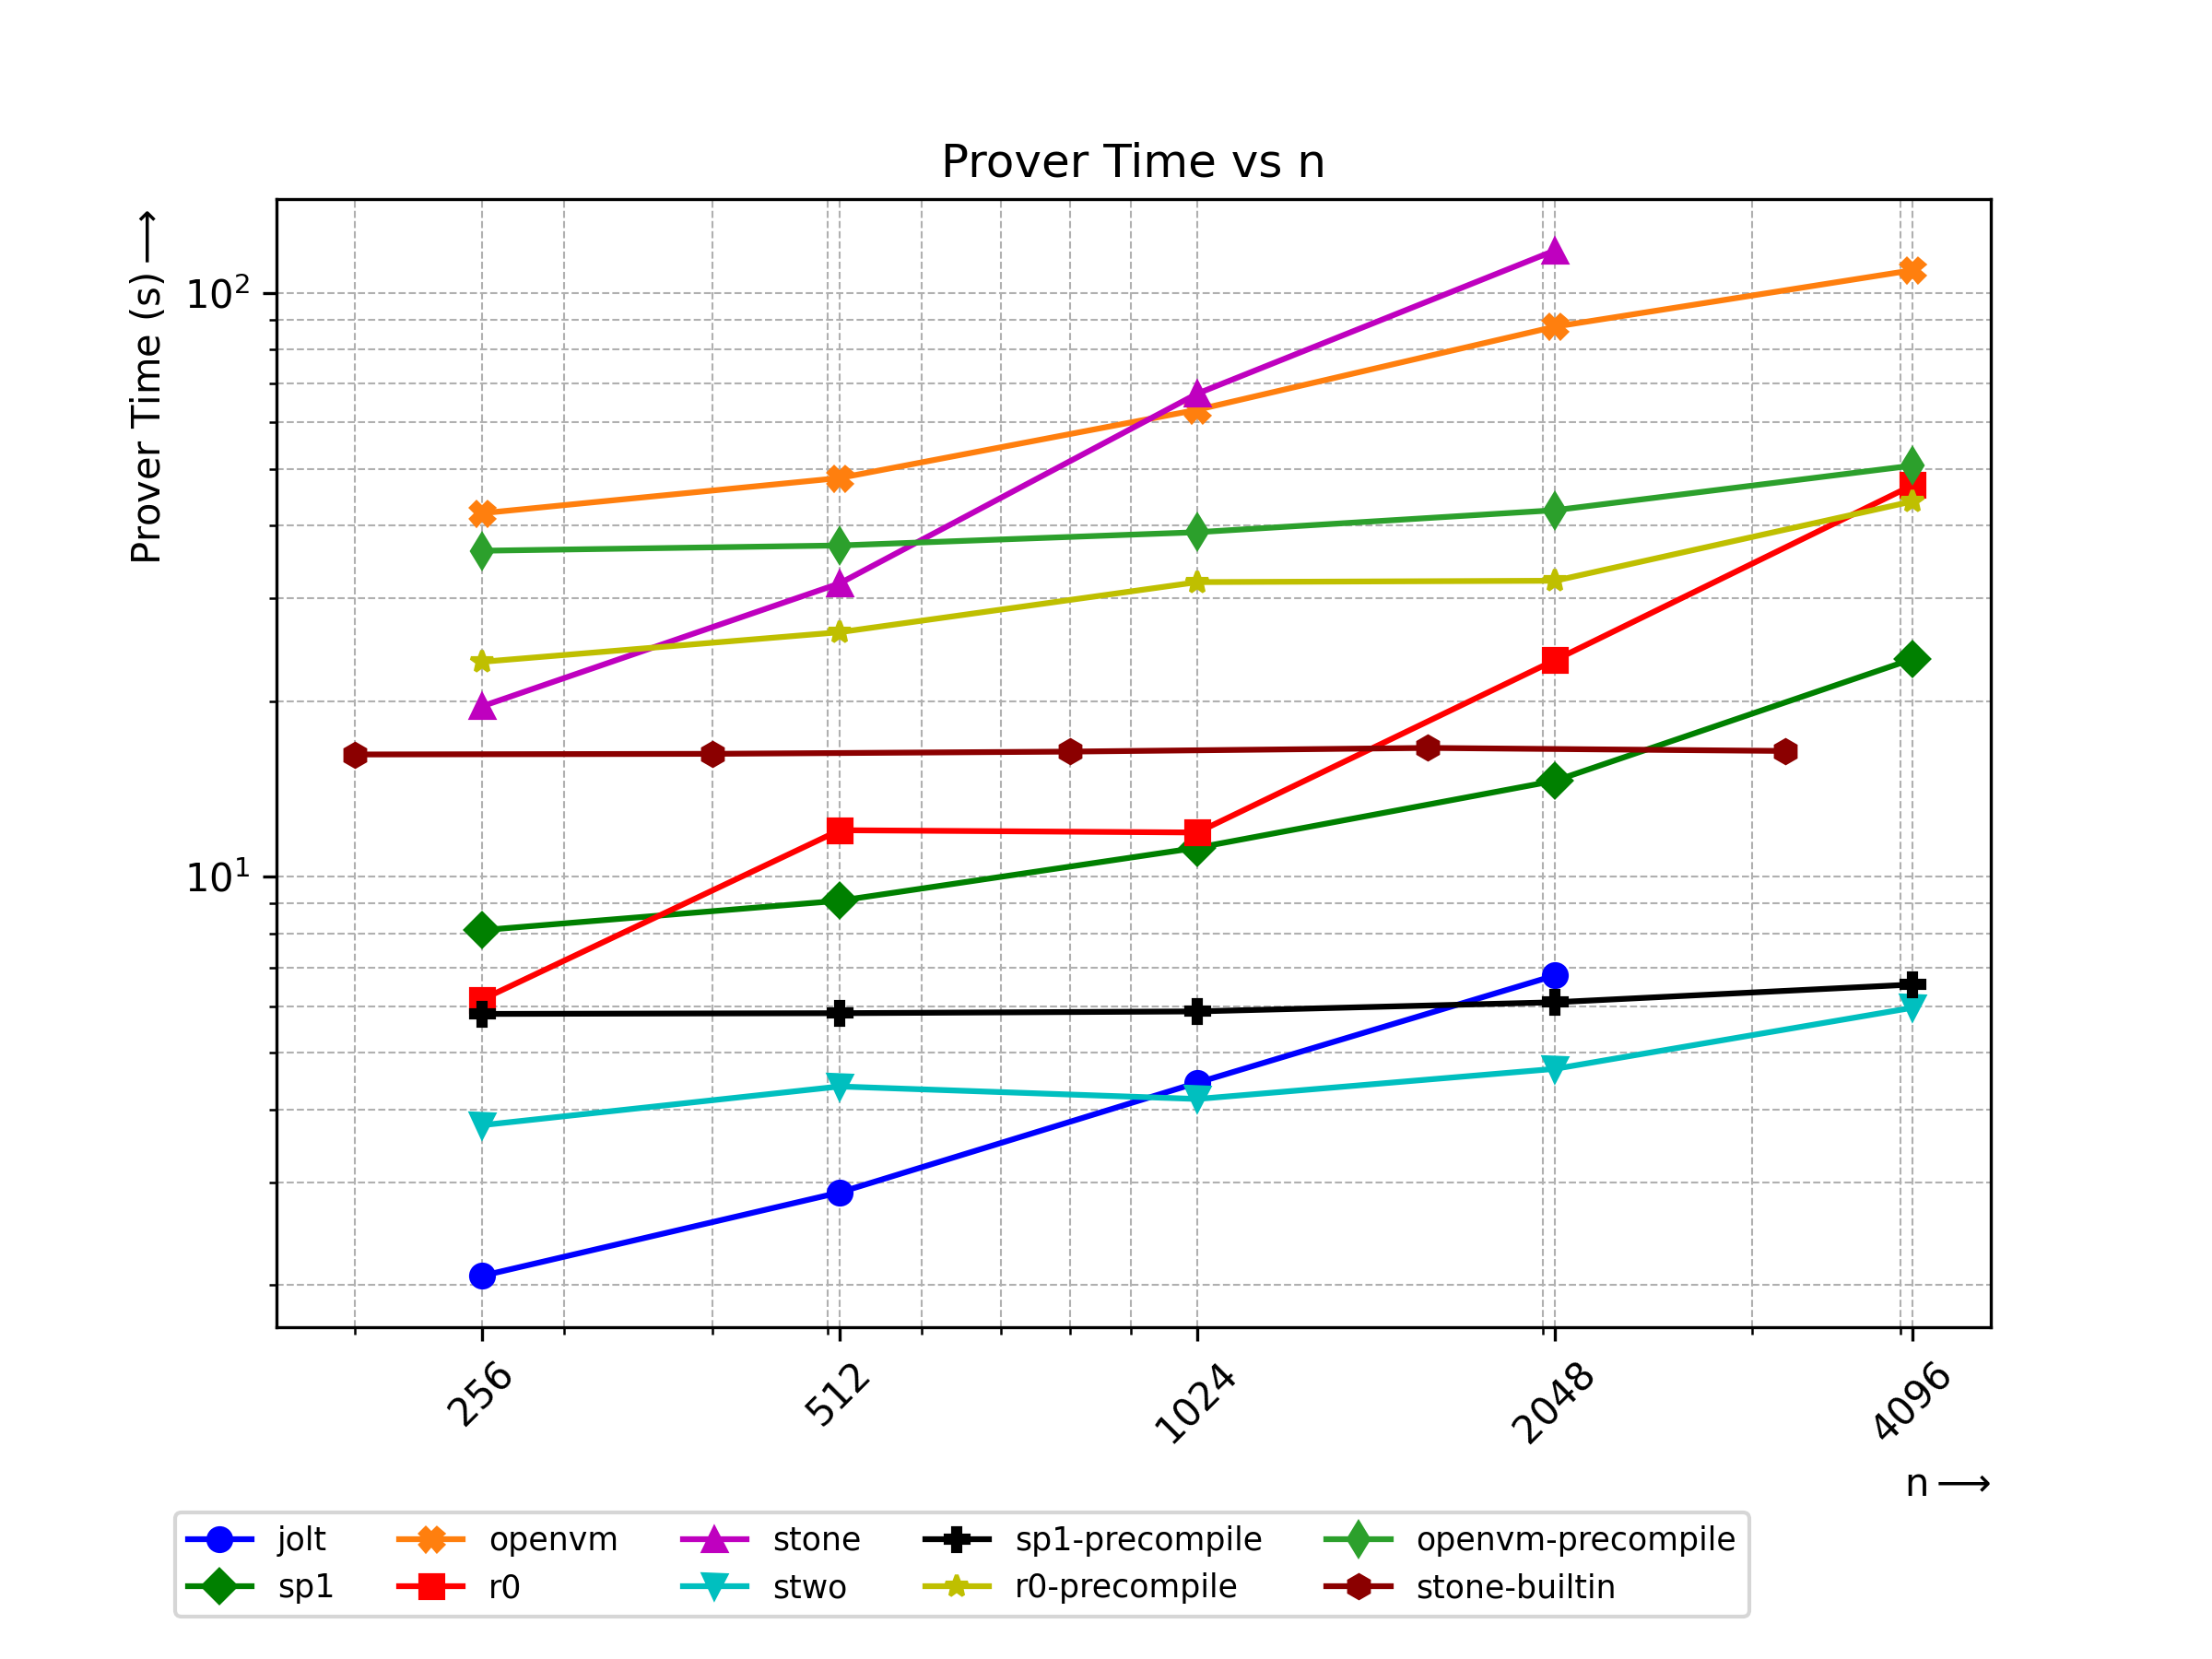 Prover Time vs n
Prover Time (s) ⟶
10²
10¹
256
512
1024
2048
4096
n ⟶
jolt
openvm
stone
sp1-precompile
openvm-precompile
sp1
r0
stwo
r0-precompile
stone-builtin